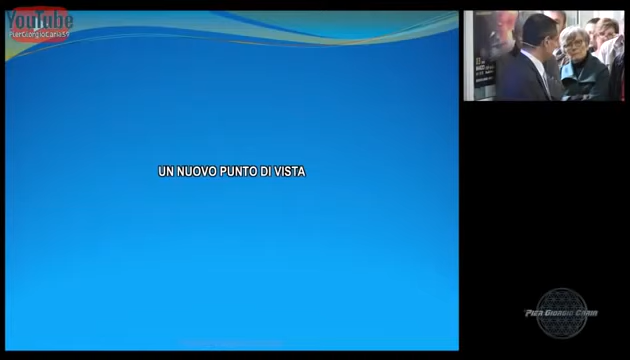 YouTube
PierGiorgioCaria59
UN NUOVO PUNTO DI VISTA
PIER GIORGIO CARIA